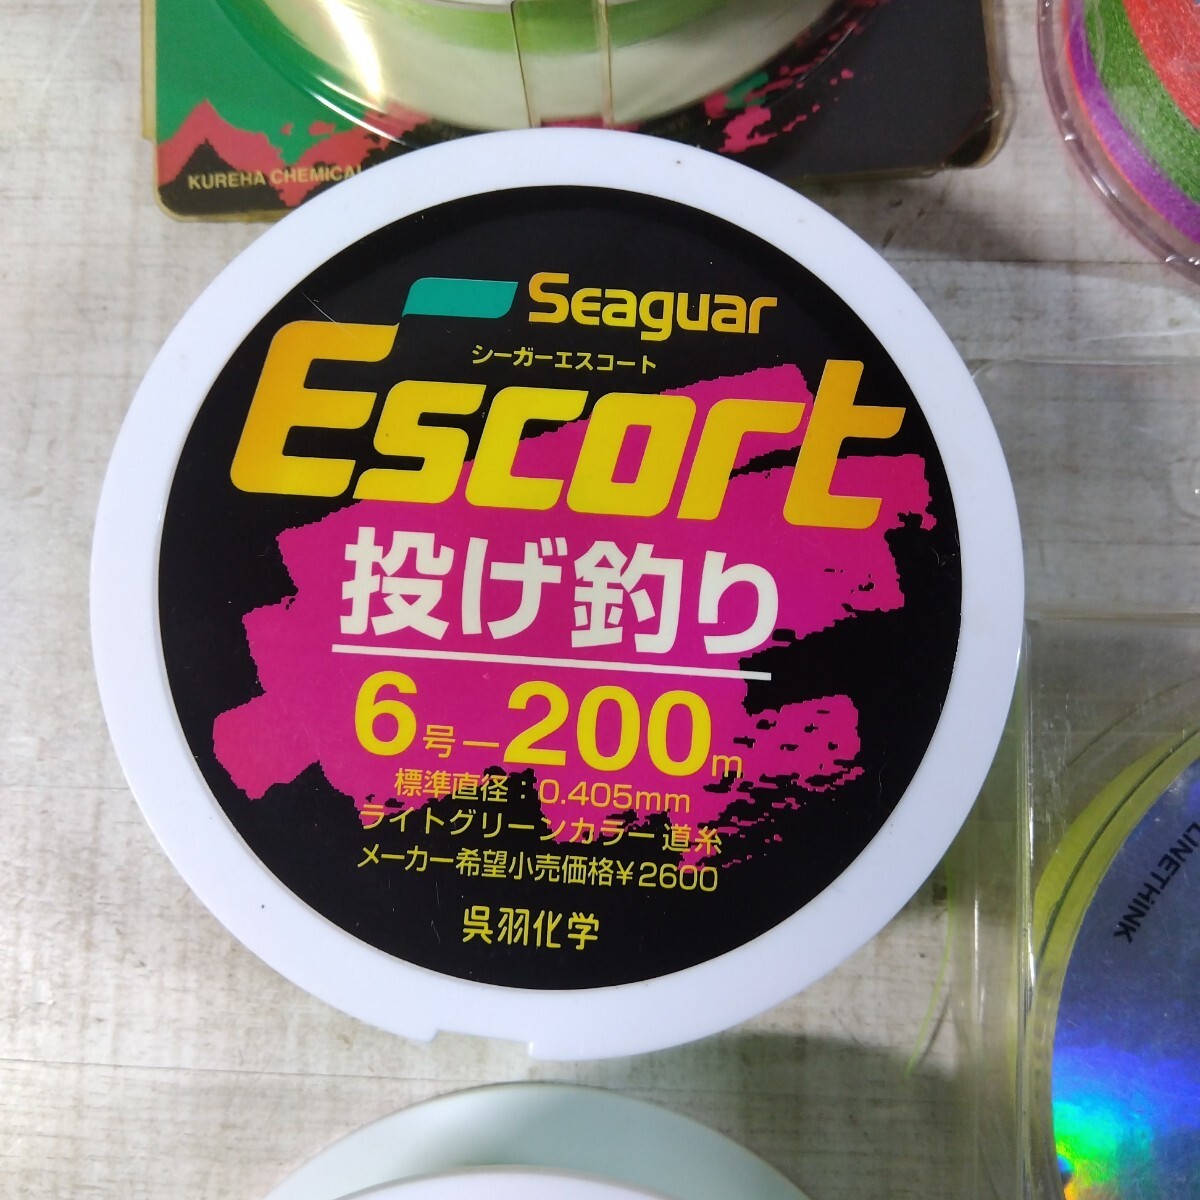 KUREHA CHEMICAL
Seaguar
シーガーエスコート
Escort
投げ釣り
6号—200m
標準直径：0.405mm
ライトグリーンカラー道糸
メーカー希望小売価格¥2600
呉羽化学
LINETHINK